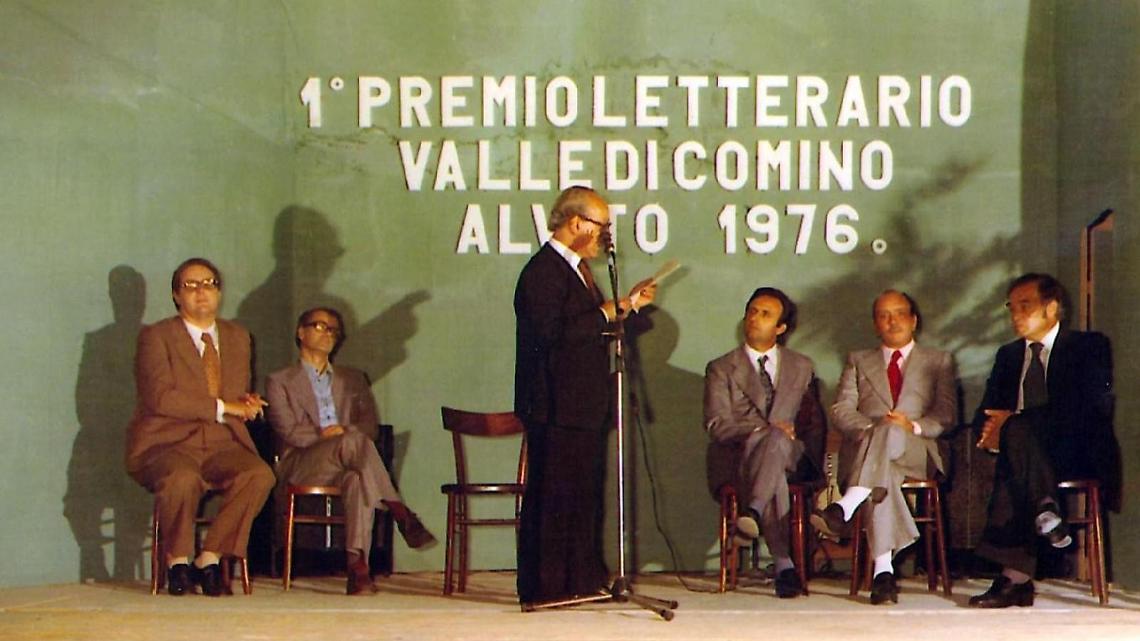 1° PREMIO LETTERARIO
VALLE DI COMINO
ALVITO 1976.